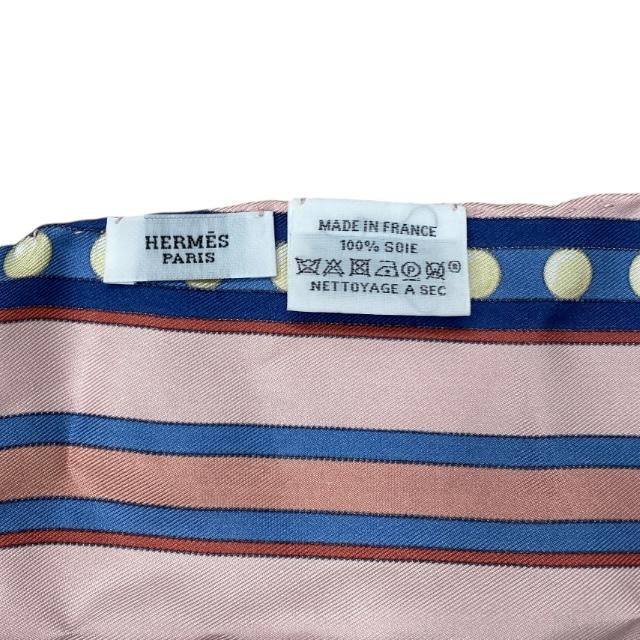 HERMÈS
PARIS
MADE IN FRANCE
100% SOIE
NETTOYAGE A SEC